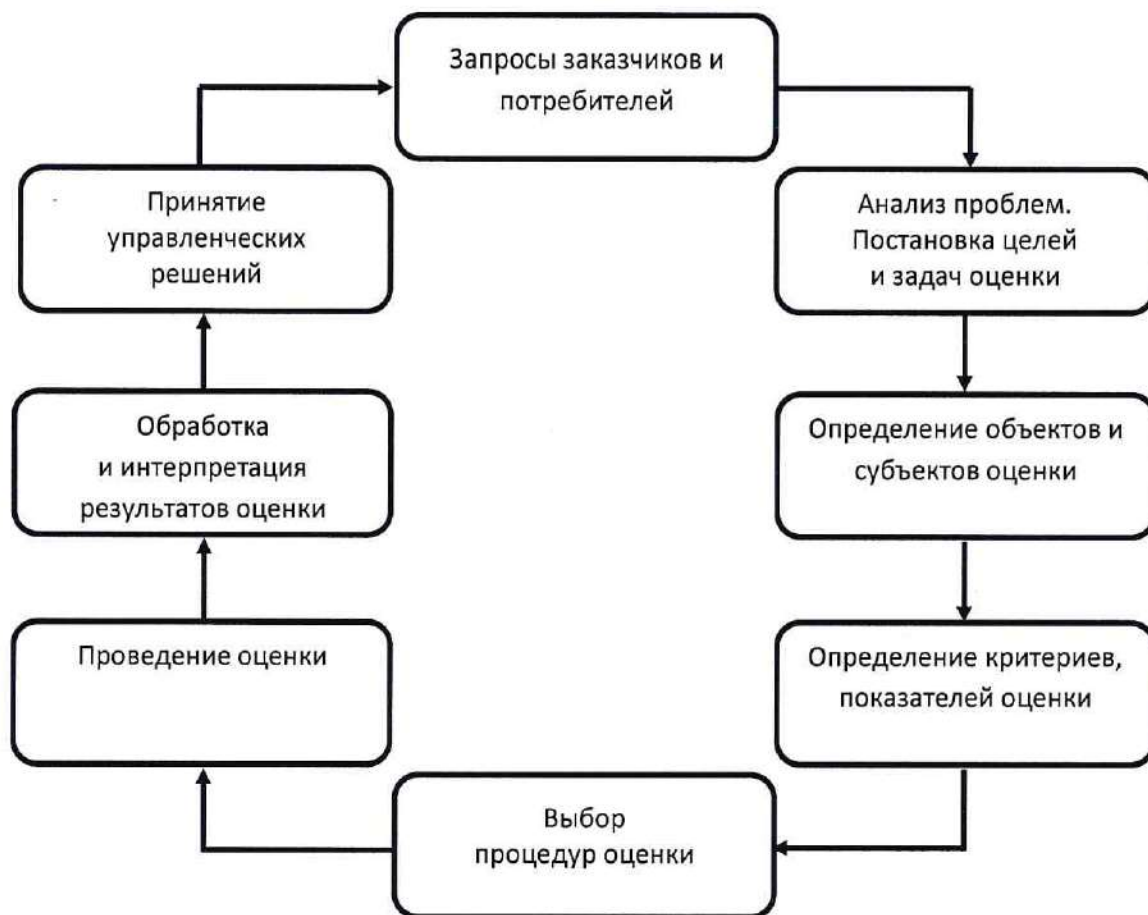 Запросы заказчиков и
потребителей
Анализ проблем.
Постановка целей
и задач оценки
Определение объектов и
субъектов оценки
Определение критериев,
показателей оценки
Выбор
процедур оценки
Проведение оценки
Обработка
и интерпретация
результатов оценки
Принятие
управленческих
решений